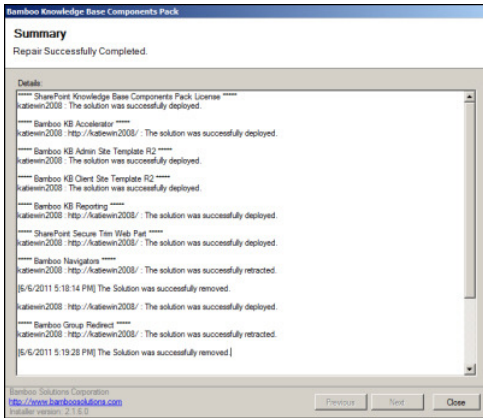 Bamboo Knowledge Base Components Pack
Summary
Repair Successfully Completed.
Details:
***** SharePoint Knowledge Base Components Pack License *****
katiewin2008 : The solution was successfully deployed.
***** Bamboo KB Accelerator *****
katiewin2008 : http://katiewin2008/ : The solution was successfully deployed.
***** Bamboo KB Admin Site Template R2 *****
katiewin2008 : The solution was successfully deployed.
***** Bamboo KB Client Site Template R2 *****
katiewin2008 : The solution was successfully deployed.
***** Bamboo KB Reporting *****
katiewin2008 : http://katiewin2008/ : The solution was successfully deployed.
***** SharePoint Secure Trim Web Part *****
katiewin2008 : http://katiewin2008/ : The solution was successfully deployed.
***** Bamboo Navigators *****
katiewin2008 : http://katiewin2008/ : The solution was successfully retracted.
[6/6/2011 5:18:14 PM] The Solution was successfully removed.
katiewin2008 : http://katiewin2008/ : The solution was successfully deployed.
***** Bamboo Group Redirect *****
katiewin2008 : http://katiewin2008/ : The solution was successfully retracted.
[6/6/2011 5:19:28 PM] The Solution was successfully removed.
Bamboo Solutions Corporation
http://www.bamboosolutions.com
Installer version: 2.1.6.0
Previous
Next
Close